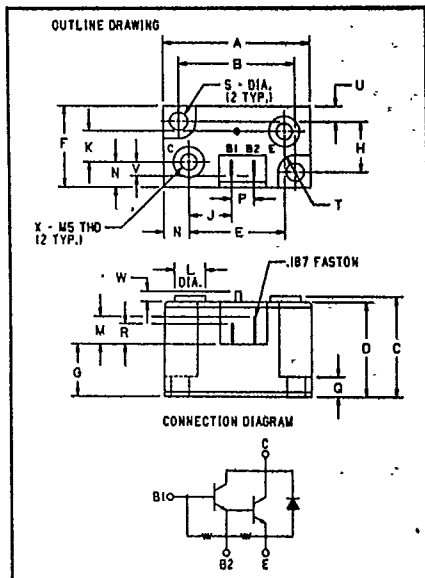 OUTLINE DRAWING
A
B
S - DIA.
(2 TYP.)
U
F
K
C
B1 B2 E
H
N
V
P
T
J
X - M5 THD
(2 TYP.)
N
E
L
DIA.
W
.187 FASTON
M
R
G
Q
D
C
CONNECTION DIAGRAM
C
B1
B2
E